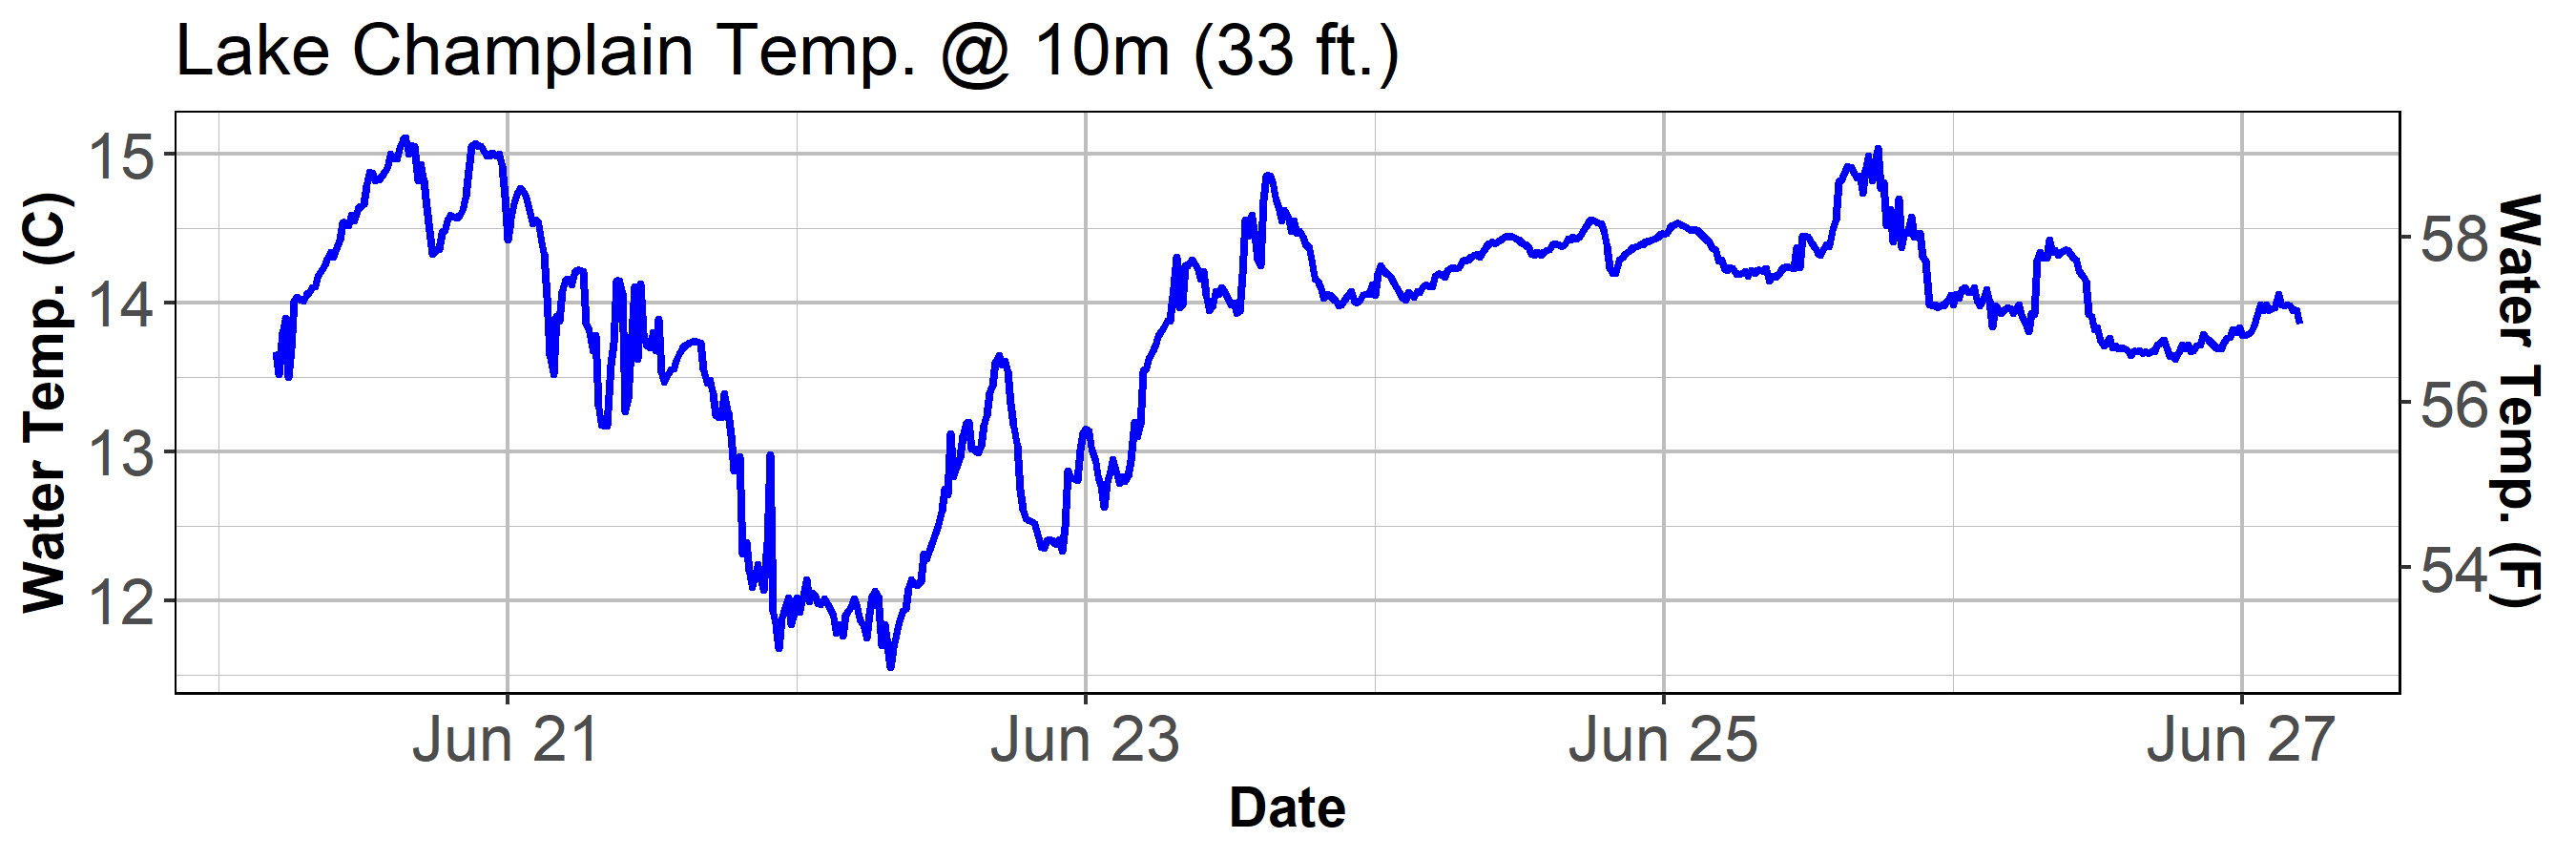 Lake Champlain Temp. @ 10m (33 ft.)
Water Temp. (C)
15
14
13
12
58
56
54
Water Temp. (F)
Jun 21
Jun 23
Jun 25
Jun 27
Date